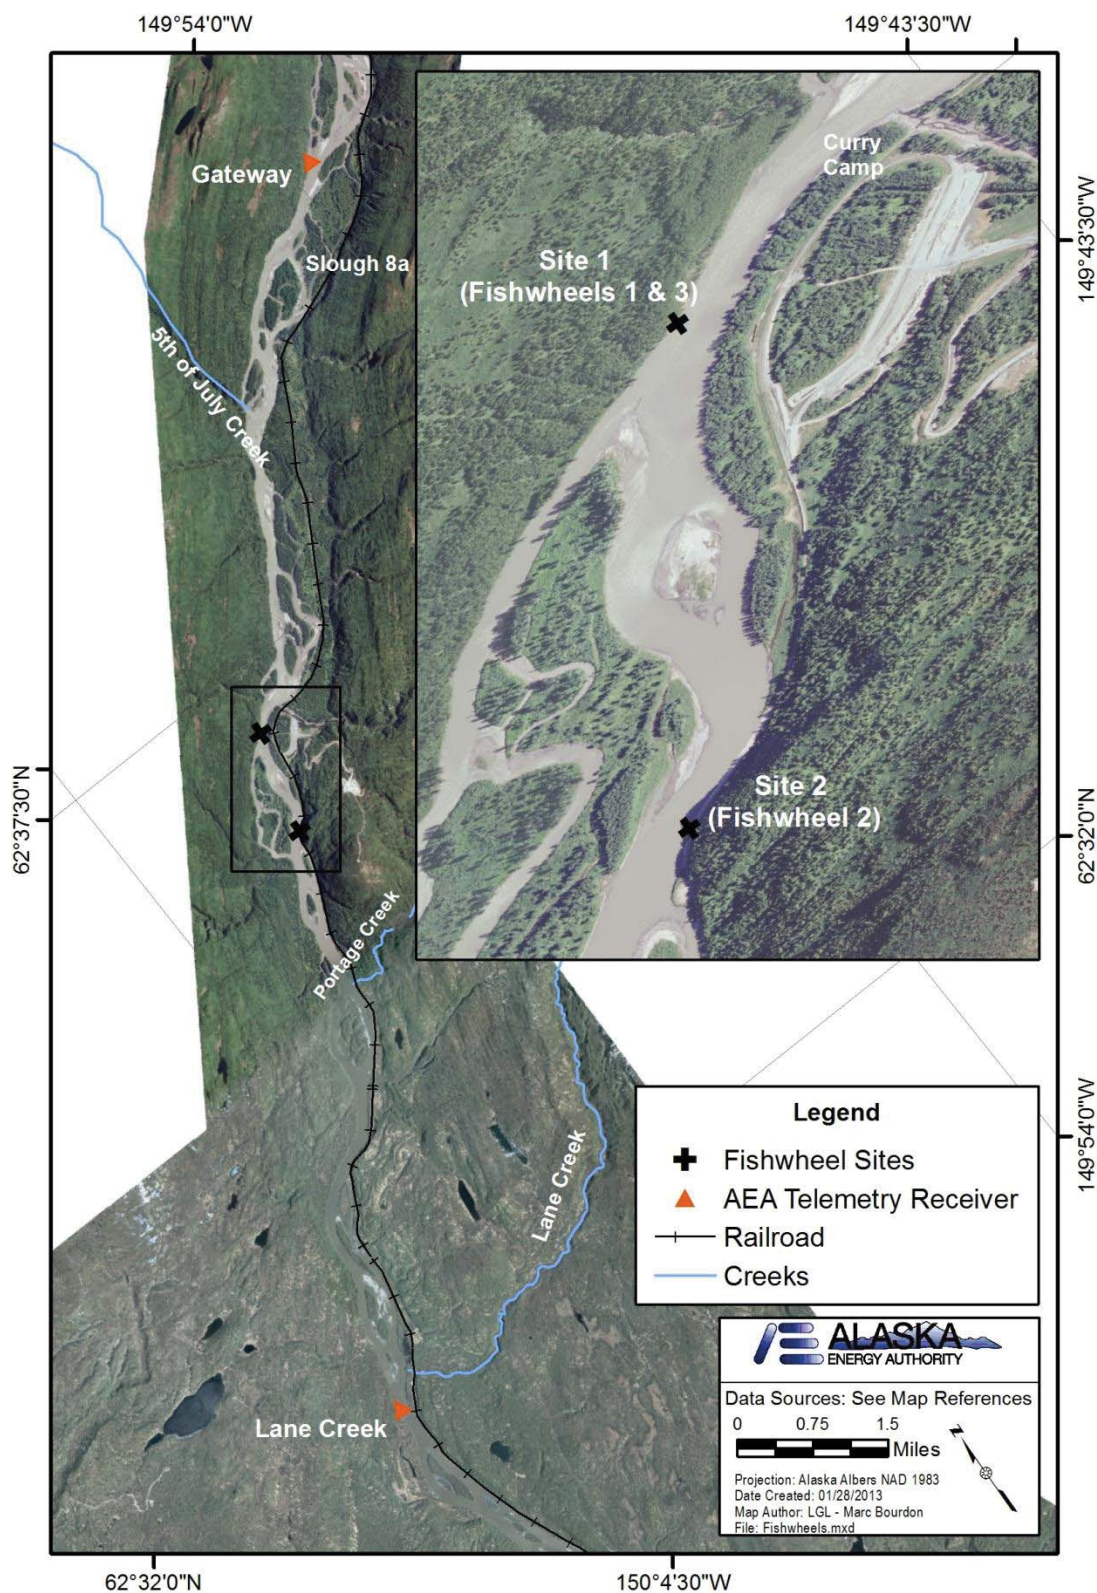 149°54'0"W
149°43'30"W
Gateway
Slough 8a
5th of July Creek
Curry
Camp
Site 1
(Fishwheels 1 & 3)
149°43'30"W
62°37'30"N
Site 2
(Fishwheel 2)
62°32'0"N
Portage Creek
Lane Creek
Legend
Fishwheel Sites
AEA Telemetry Receiver
Railroad
Creeks
149°54'0"W
Lane Creek
ALASKA
ENERGY AUTHORITY
Data Sources: See Map References
0 0.75 1.5
Miles
Projection: Alaska Albers NAD 1983
Date Created: 01/28/2013
Map Author: LGL - Marc Bourdon
File: Fishwheels.mxd
62°32'0"N
150°4'30"W